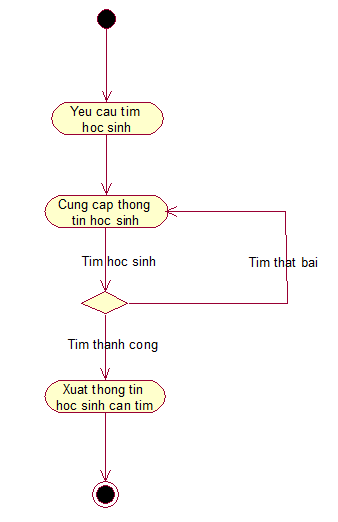 Yeu cau tim
hoc sinh
Cung cap thong
tin hoc sinh
Tim hoc sinh
Tim that bai
Tim thanh cong
Xuat thong tin
hoc sinh can tim